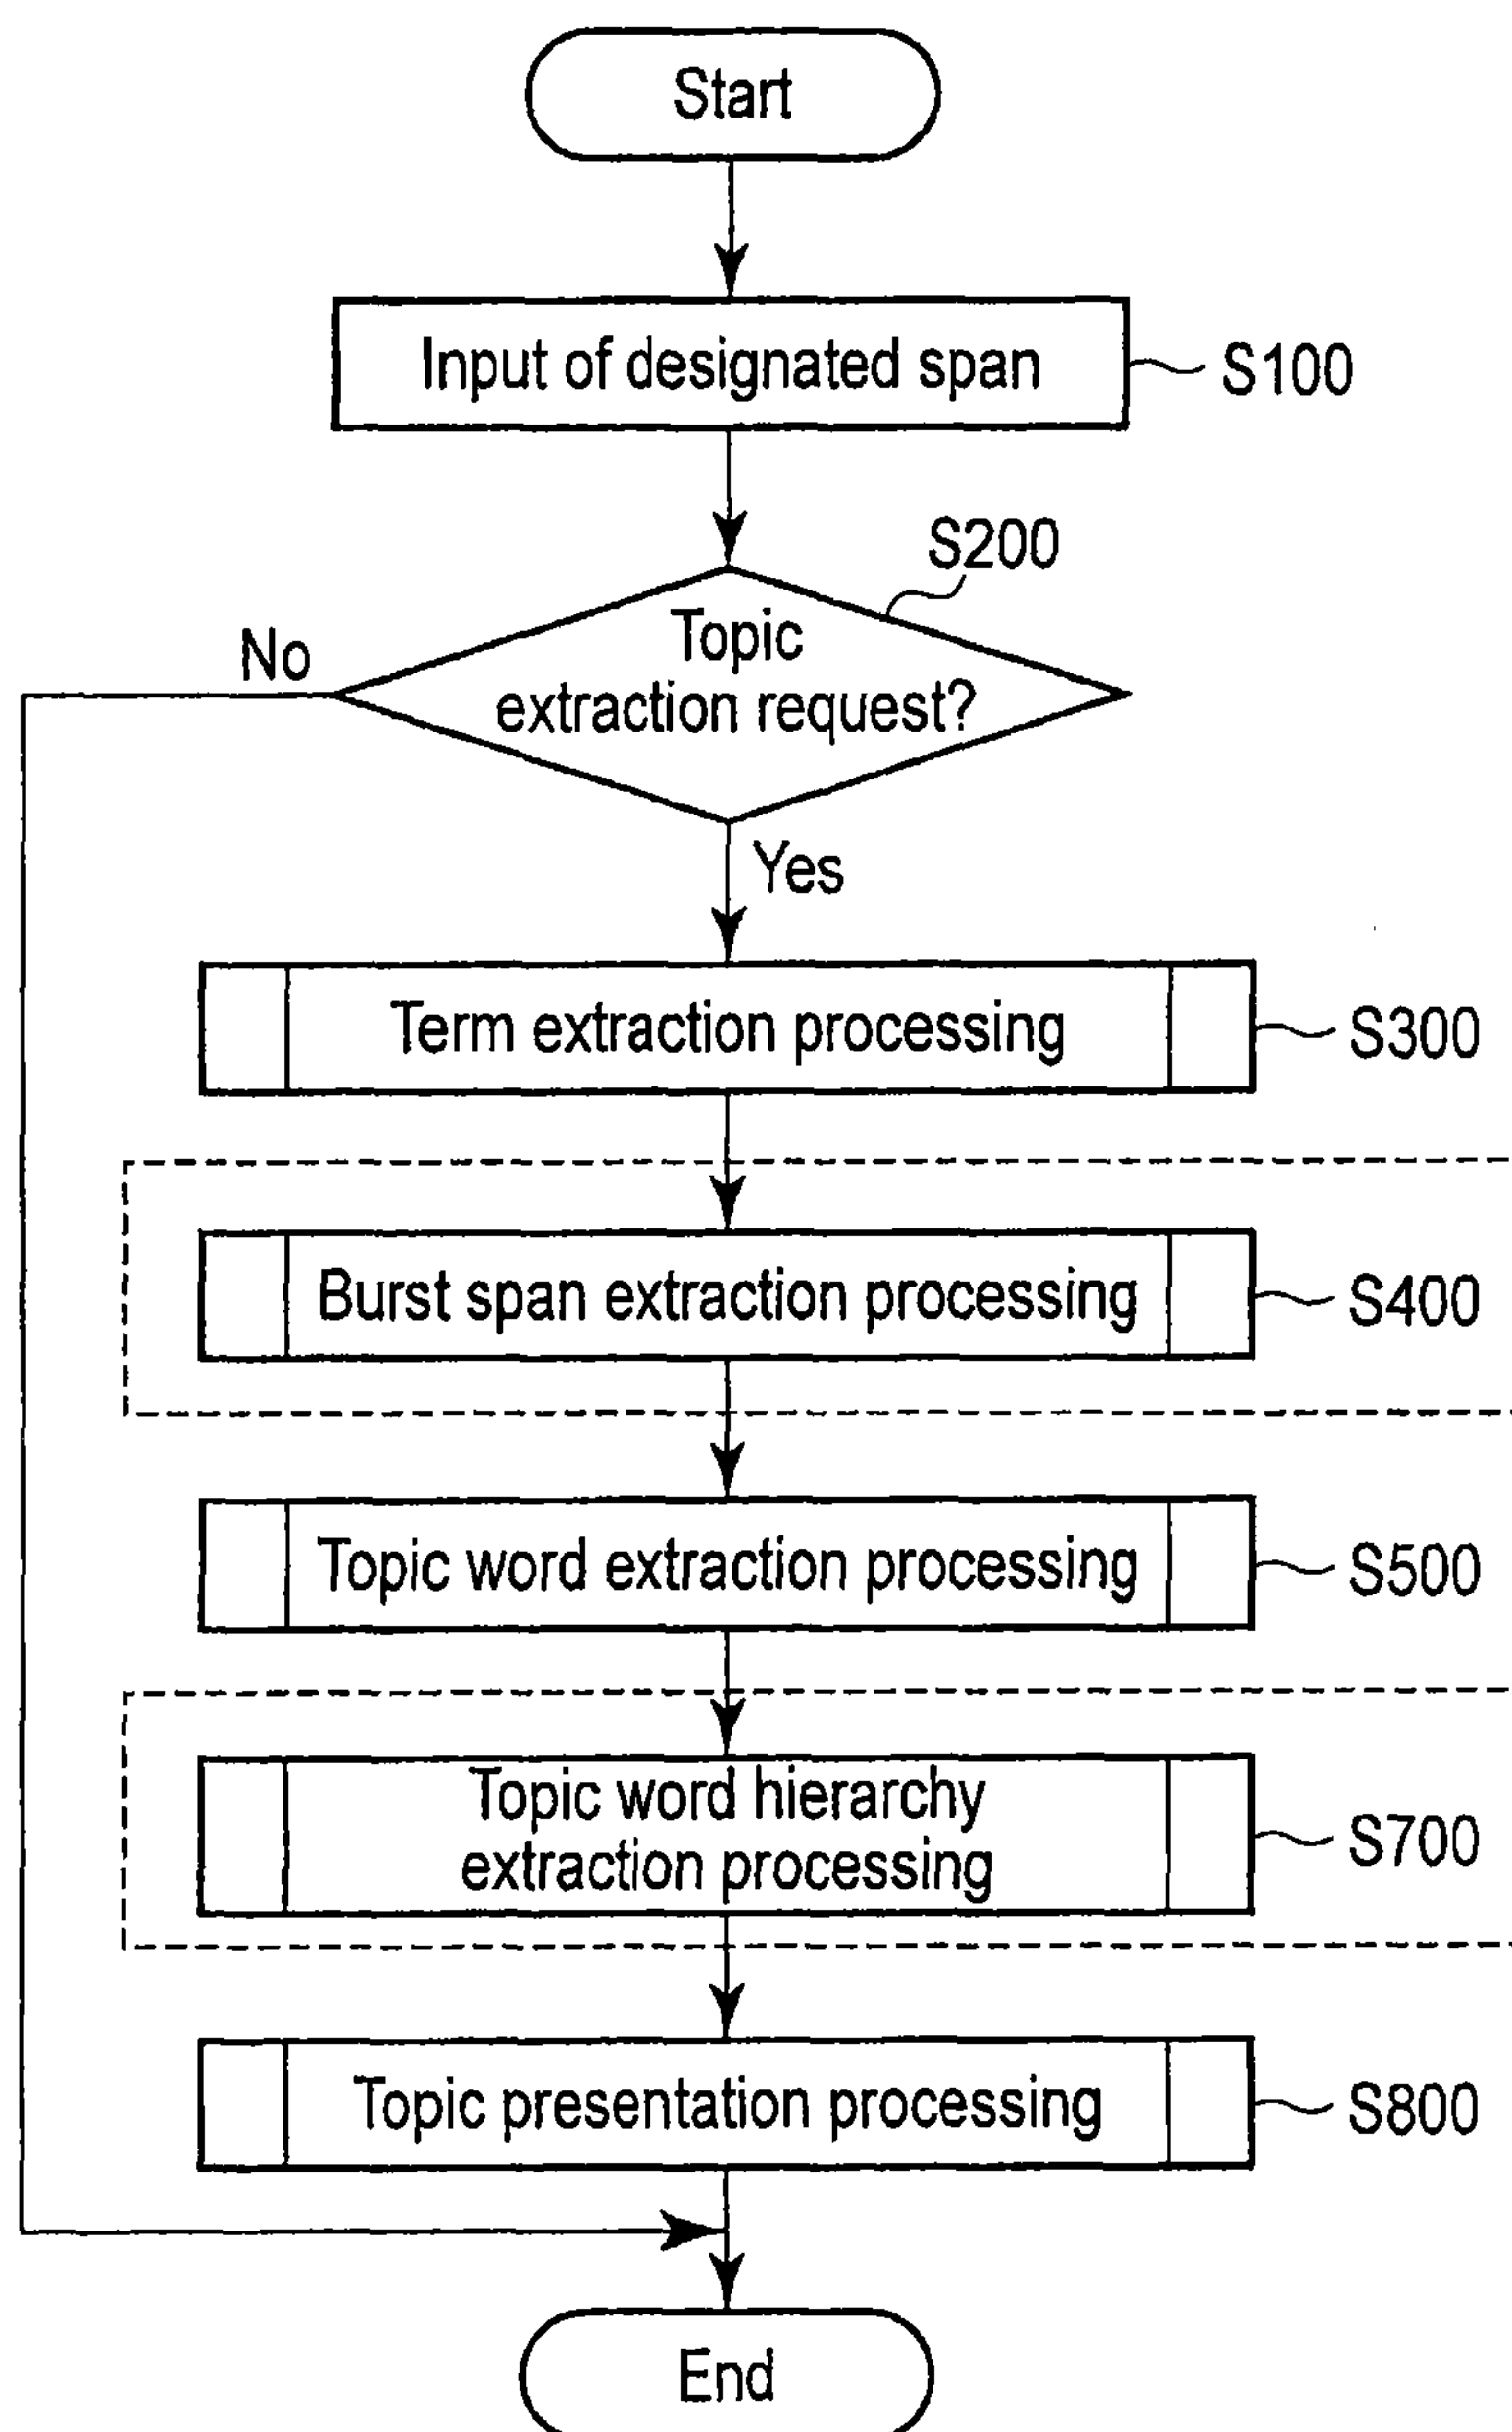 Start
Input of designated span
S100
S200
Topic
extraction request?
No
Yes
Term extraction processing
S300
Burst span extraction processing
S400
Topic word extraction processing
S500
Topic word hierarchy
extraction processing
S700
Topic presentation processing
S800
End